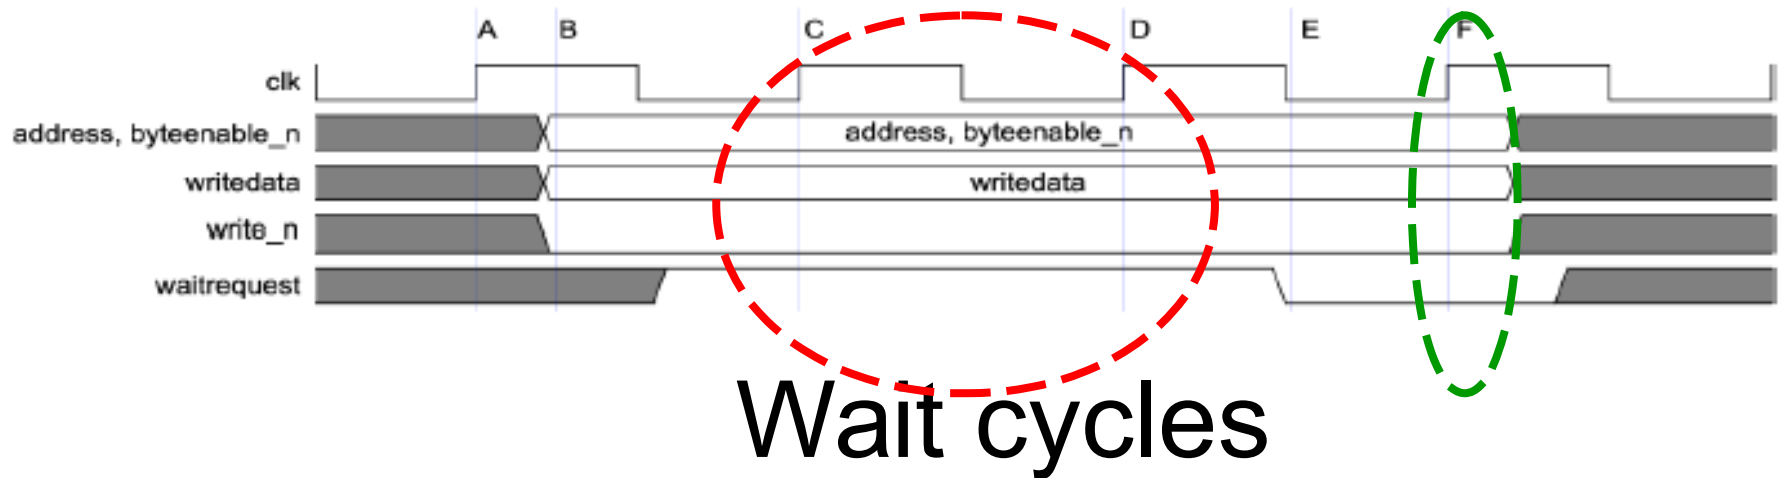 A B C D E F
clk
address, byteenable_n address, byteenable_n
writedata writedata
write_n
waitrequest
Wait cycles